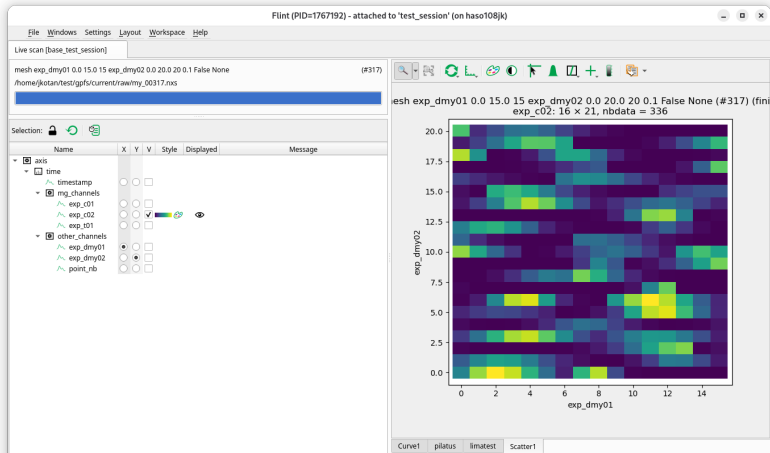 Flint (PID=1767192) - attached to 'test_session' (on haso108jk)
File Windows Settings Layout Workspace Help
Live scan [base_test_session]
mesh exp_dmy01 0.0 15.0 15 exp_dmy02 0.0 20.0 20 0.1 False None (#317)
/home/jkotan/test/gpfs/current/raw/my_00317.nxs
Selection:
Name X Y V Style Displayed Message
axis
time
timestamp
mg_channels
exp_c01
exp_c02
exp_t01
other_channels
exp_dmy01
exp_dmy02
point_nb
esh exp_dmy01 0.0 15.0 15 exp_dmy02 0.0 20.0 20 0.1 False None (#317) (fini
exp_c02: 16 × 21, nbdata = 336
20.0
17.5
15.0
12.5
10.0
7.5
5.0
2.5
0.0
exp_dmy02
0 2 4 6 8 10 12 14
exp_dmy01
Curve1 pilatus limatest Scatter1